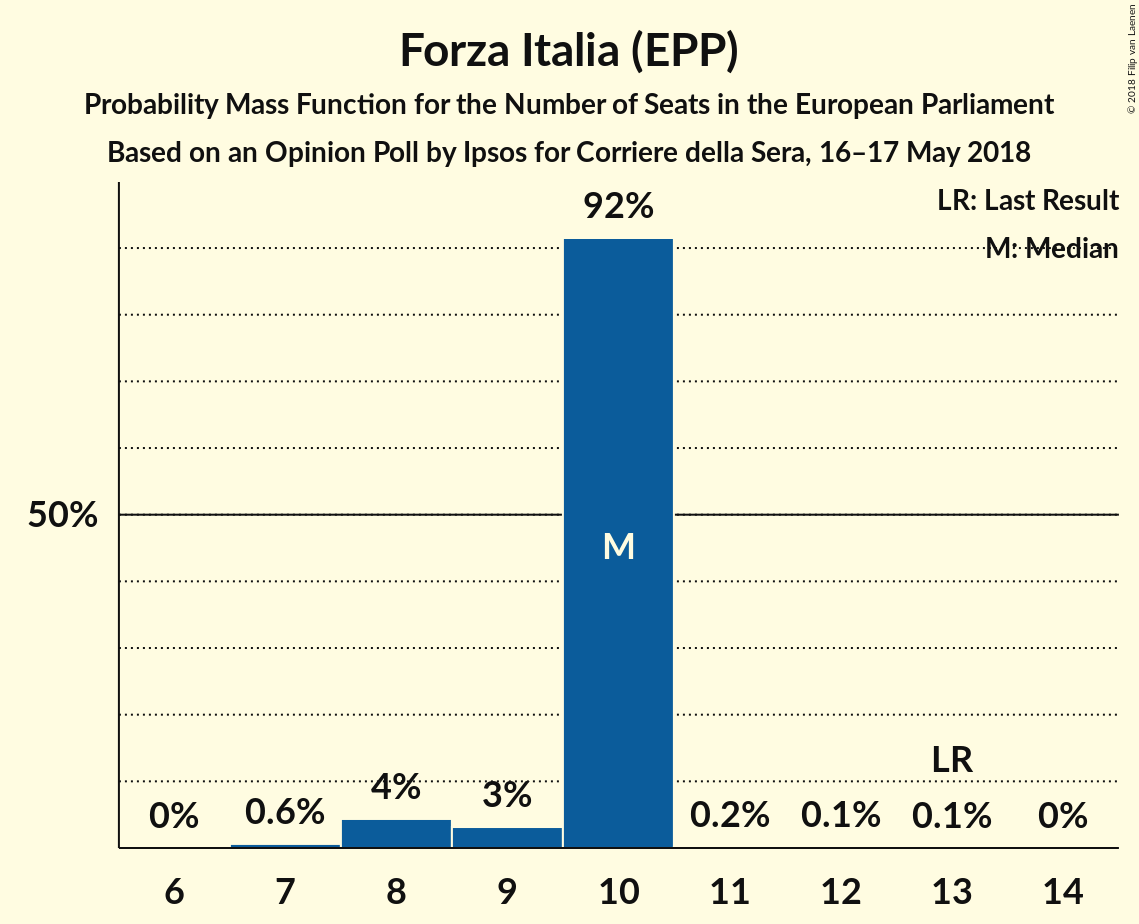 Forza Italia (EPP)
Probability Mass Function for the Number of Seats in the European Parliament
Based on an Opinion Poll by Ipsos for Corriere della Sera, 16–17 May 2018
© 2018 Filip van Laenen
LR: Last Result
M: Median
92%
50%
M
LR
0% 0.6% 4% 3% 0.2% 0.1% 0.1% 0%
6 7 8 9 10 11 12 13 14